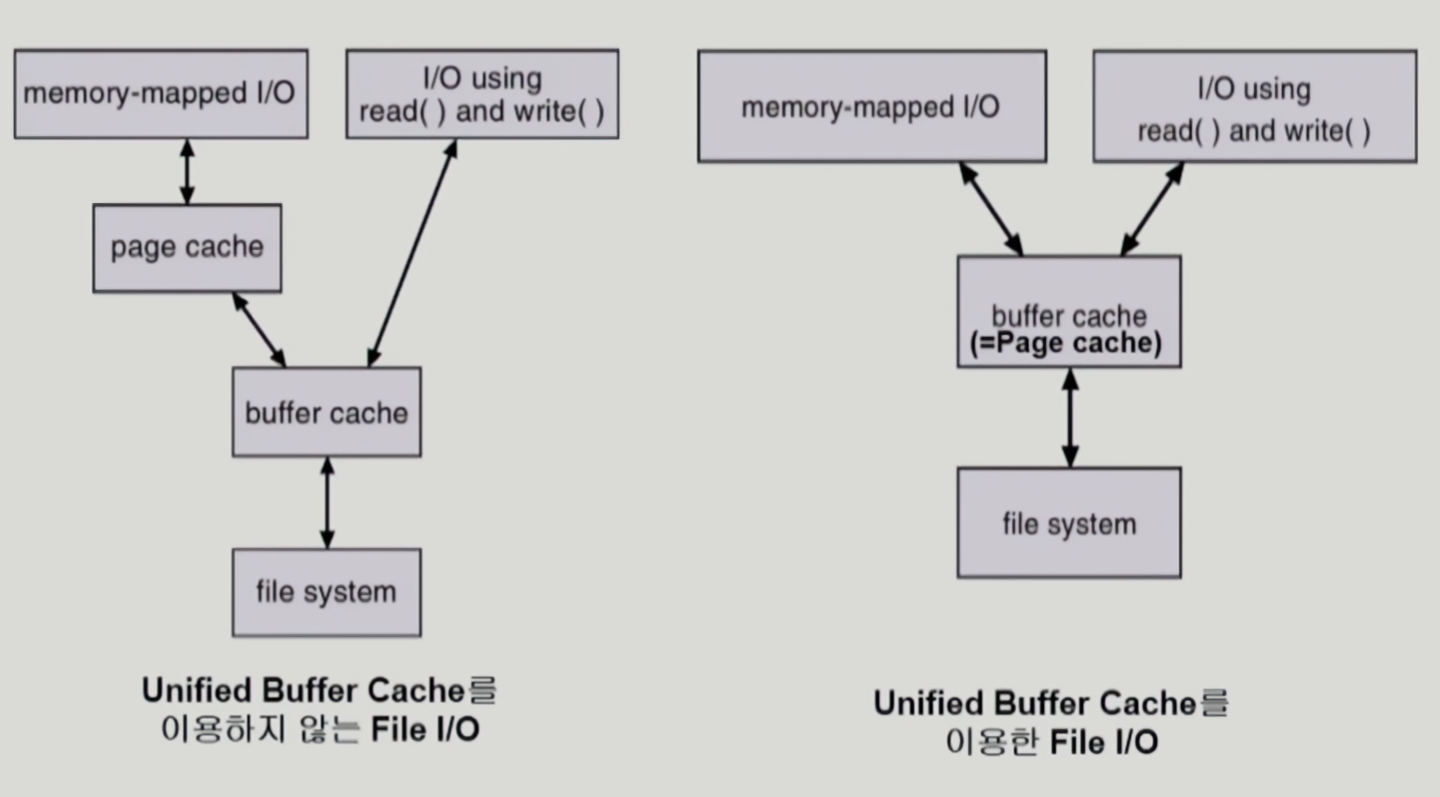 memory-mapped I/O
I/O using
read( ) and write( )
page cache
buffer cache
file system
Unified Buffer Cache를
이용하지 않는 File I/O
memory-mapped I/O
I/O using
read( ) and write( )
buffer cache
(=Page cache)
file system
Unified Buffer Cache를
이용한 File I/O